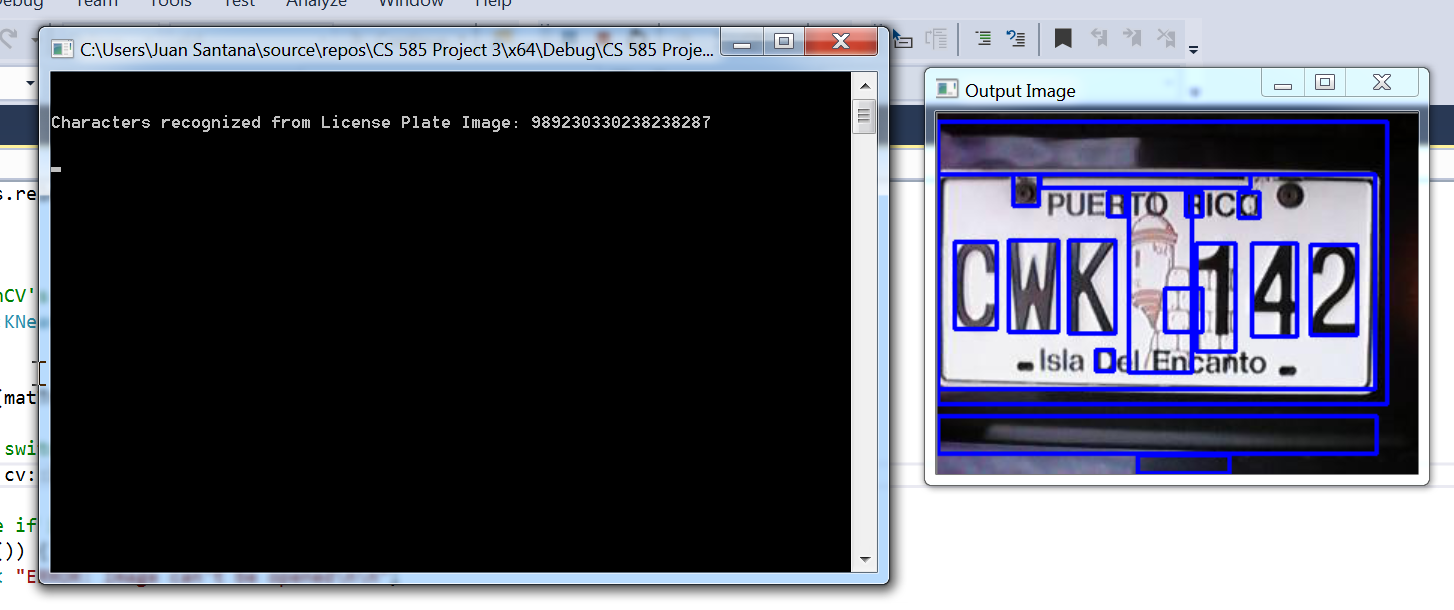 Debug Team Tools Test Analyze Window Help
C:\Users\Juan Santana\source\repos\CS 585 Project 3\x64\Debug\CS 585 Proje...
Output Image
Characters recognized from License Plate Image: 989230330238238287
PUERTO RICO
CWK 142
Isla Del Encanto
s.re
nCV'
KNe
(mat
swi
cv:
e if
())